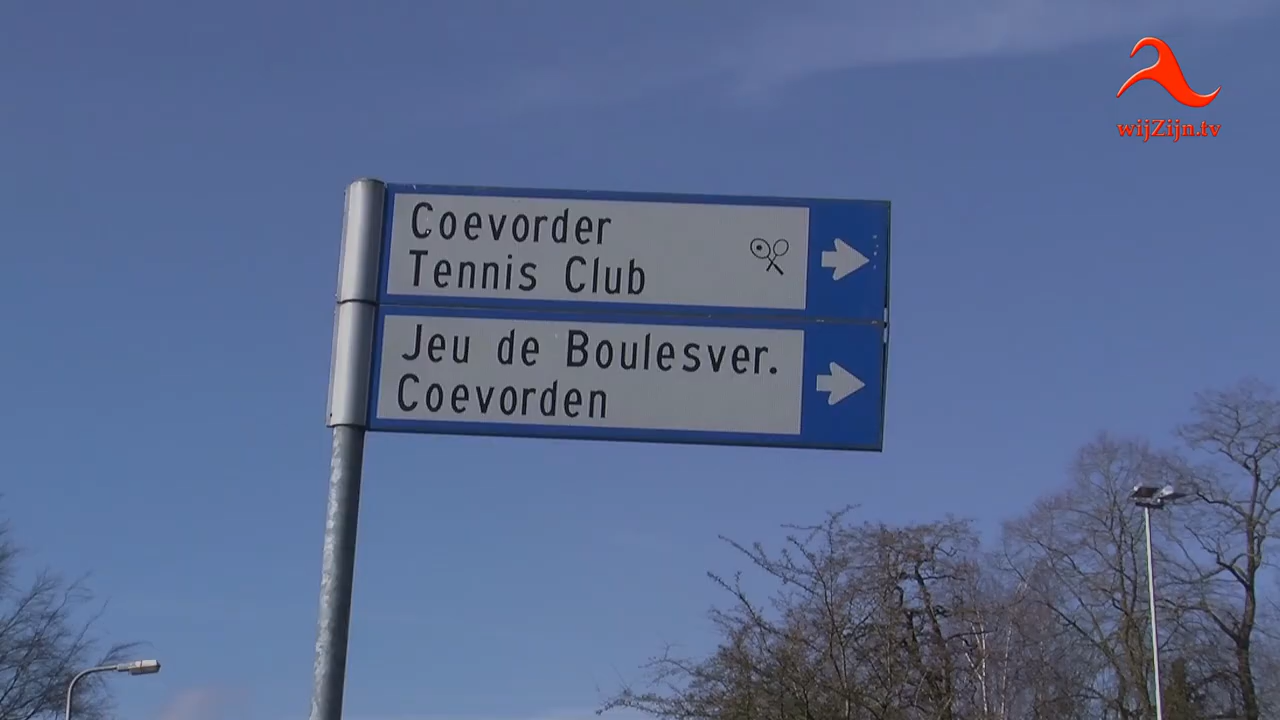 wijZijn.tv
Coevorder
Tennis Club
Jeu de Boulesver.
Coevorden